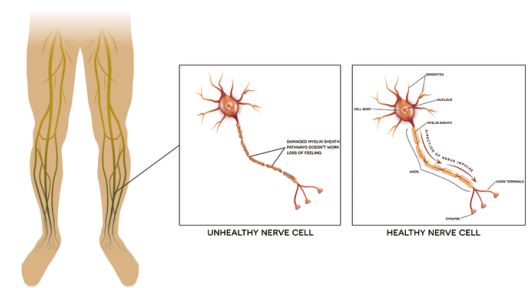 DAMAGED MYELIN SHEATH
PATHWAYS DOESN'T WORK
LOSS OF FEELING
UNHEALTHY NERVE CELL
DENDRITES
NUCLEUS
CELL BODY
MYELIN SHEATH
DIRECTION OF NERVE IMPULSE
AXON
AXON TERMINALS
SYNAPSE
HEALTHY NERVE CELL